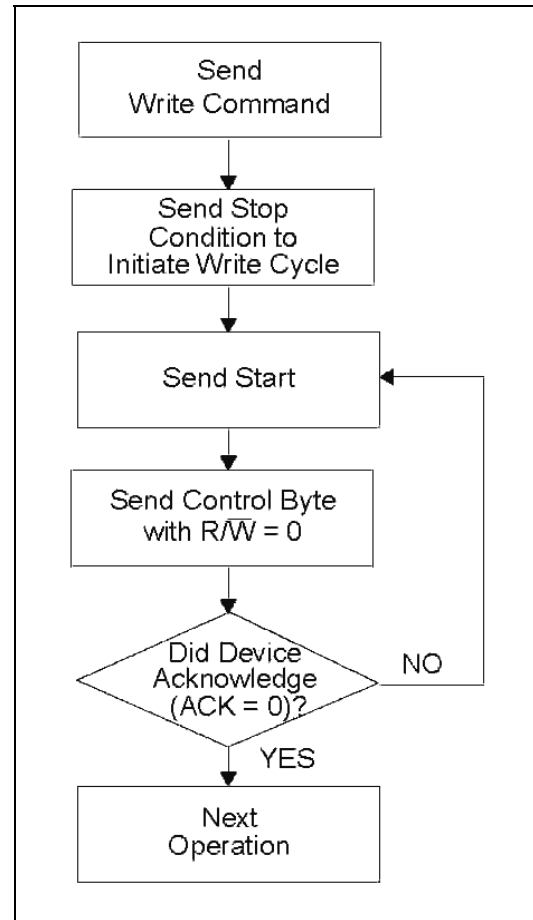 Send
Write Command
Send Stop
Condition to
Initiate Write Cycle
Send Start
Send Control Byte
with R/W̅ = 0
Did Device
Acknowledge
(ACK = 0)?
NO
YES
Next
Operation